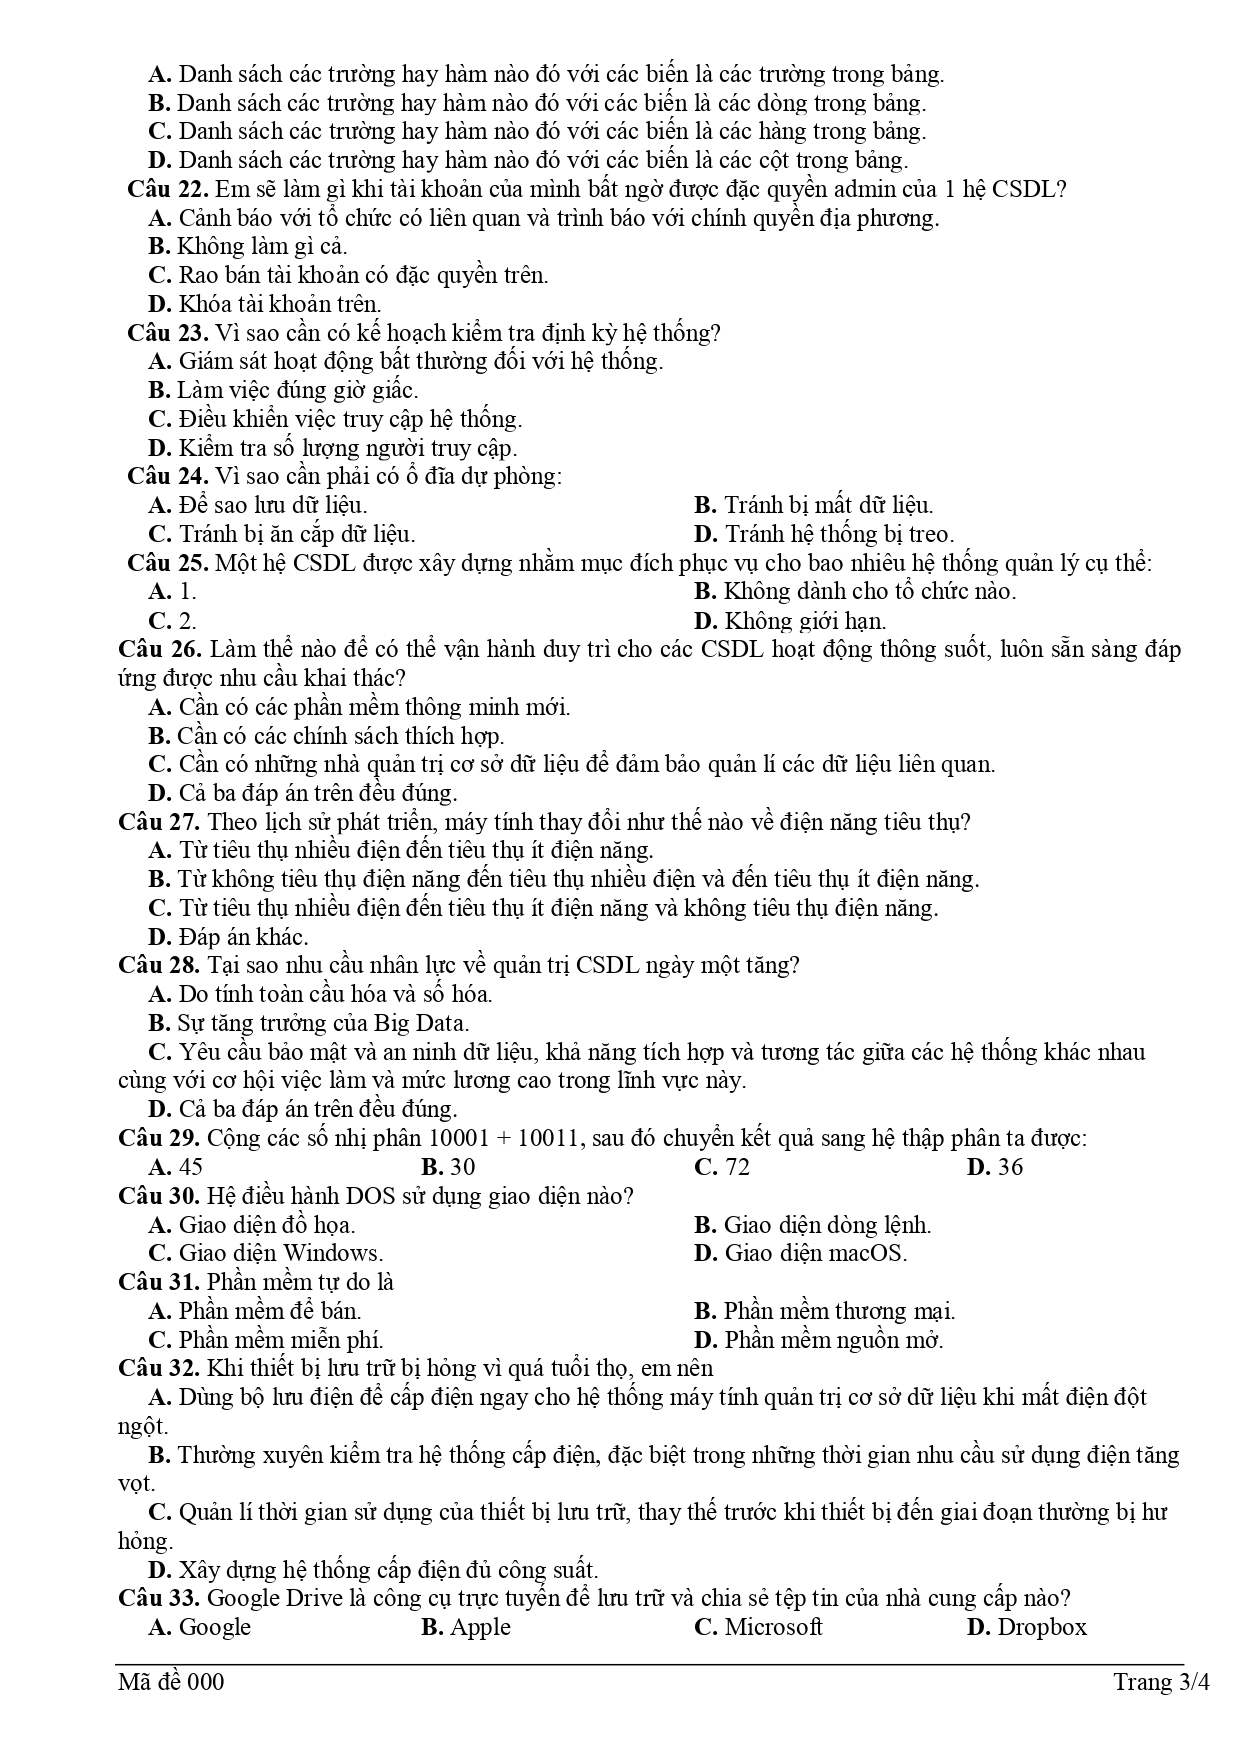 A. Danh sách các trường hay hàm nào đó với các biến là các trường trong bảng.
B. Danh sách các trường hay hàm nào đó với các biến là các dòng trong bảng.
C. Danh sách các trường hay hàm nào đó với các biến là các hàng trong bảng.
D. Danh sách các trường hay hàm nào đó với các biến là các cột trong bảng.
Câu 22. Em sẽ làm gì khi tài khoản của mình bất ngờ được đặc quyền admin của 1 hệ CSDL?
A. Cảnh báo với tổ chức có liên quan và trình báo với chính quyền địa phương.
B. Không làm gì cả.
C. Rao bán tài khoản có đặc quyền trên.
D. Khóa tài khoản trên.
Câu 23. Vì sao cần có kế hoạch kiểm tra định kỳ hệ thống?
A. Giám sát hoạt động bất thường đối với hệ thống.
B. Làm việc đúng giờ giấc.
C. Điều khiển việc truy cập hệ thống.
D. Kiểm tra số lượng người truy cập.
Câu 24. Vì sao cần phải có ổ đĩa dự phòng:
A. Để sao lưu dữ liệu. B. Tránh bị mất dữ liệu.
C. Tránh bị ăn cắp dữ liệu. D. Tránh hệ thống bị treo.
Câu 25. Một hệ CSDL được xây dựng nhằm mục đích phục vụ cho bao nhiêu hệ thống quản lý cụ thể:
A. 1. B. Không dành cho tổ chức nào.
C. 2. D. Không giới hạn.
Câu 26. Làm thể nào để có thể vận hành duy trì cho các CSDL hoạt động thông suốt, luôn sẵn sàng đáp
ứng được nhu cầu khai thác?
A. Cần có các phần mềm thông minh mới.
B. Cần có các chính sách thích hợp.
C. Cần có những nhà quản trị cơ sở dữ liệu để đảm bảo quản lí các dữ liệu liên quan.
D. Cả ba đáp án trên đều đúng.
Câu 27. Theo lịch sử phát triển, máy tính thay đổi như thế nào về điện năng tiêu thụ?
A. Từ tiêu thụ nhiều điện đến tiêu thụ ít điện năng.
B. Từ không tiêu thụ điện năng đến tiêu thụ nhiều điện và đến tiêu thụ ít điện năng.
C. Từ tiêu thụ nhiều điện đến tiêu thụ ít điện năng và không tiêu thụ điện năng.
D. Đáp án khác.
Câu 28. Tại sao nhu cầu nhân lực về quản trị CSDL ngày một tăng?
A. Do tính toàn cầu hóa và số hóa.
B. Sự tăng trưởng của Big Data.
C. Yêu cầu bảo mật và an ninh dữ liệu, khả năng tích hợp và tương tác giữa các hệ thống khác nhau
cùng với cơ hội việc làm và mức lương cao trong lĩnh vực này.
D. Cả ba đáp án trên đều đúng.
Câu 29. Cộng các số nhị phân 10001 + 10011, sau đó chuyển kết quả sang hệ thập phân ta được:
A. 45 B. 30 C. 72 D. 36
Câu 30. Hệ điều hành DOS sử dụng giao diện nào?
A. Giao diện đồ họa. B. Giao diện dòng lệnh.
C. Giao diện Windows. D. Giao diện macOS.
Câu 31. Phần mềm tự do là
A. Phần mềm để bán. B. Phần mềm thương mại.
C. Phần mềm miễn phí. D. Phần mềm nguồn mở.
Câu 32. Khi thiết bị lưu trữ bị hỏng vì quá tuổi thọ, em nên
A. Dùng bộ lưu điện để cấp điện ngay cho hệ thống máy tính quản trị cơ sở dữ liệu khi mất điện đột
ngột.
B. Thường xuyên kiểm tra hệ thống cấp điện, đặc biệt trong những thời gian nhu cầu sử dụng điện tăng
vọt.
C. Quản lí thời gian sử dụng của thiết bị lưu trữ, thay thế trước khi thiết bị đến giai đoạn thường bị hư
hỏng.
D. Xây dựng hệ thống cấp điện đủ công suất.
Câu 33. Google Drive là công cụ trực tuyến để lưu trữ và chia sẻ tệp tin của nhà cung cấp nào?
A. Google B. Apple C. Microsoft D. Dropbox
Mã đề 000 Trang 3/4